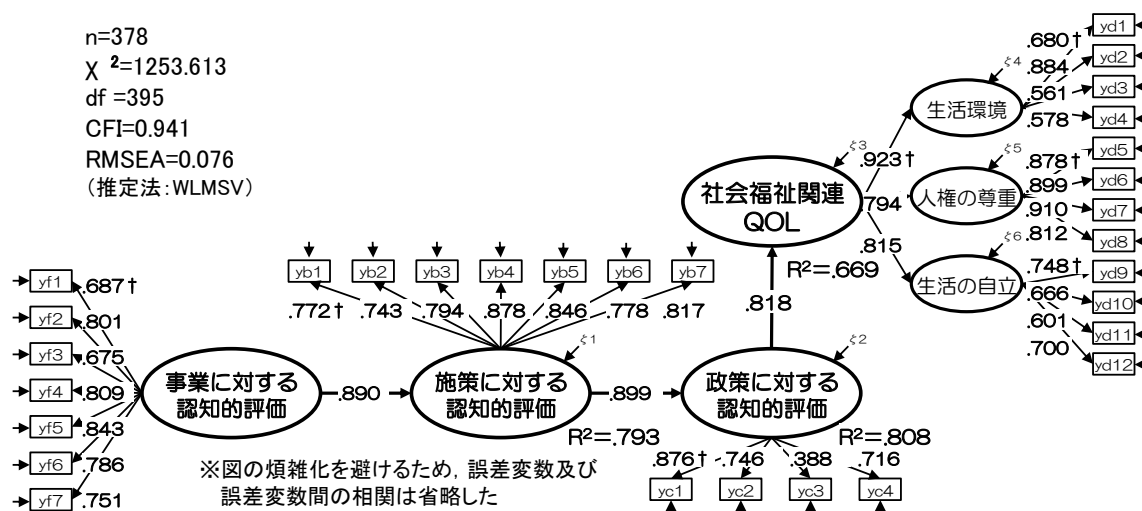 n=378
χ ²=1253.613
df =395
CFI=0.941
RMSEA=0.076
(推定法:WLMSV)
yf1
yf2
yf3
yf4
yf5
yf6
yf7
.687†
.801
.675
.809
.843
.786
.751
事業に対する
認知的評価
.890
yb1 yb2 yb3 yb4 yb5 yb6 yb7
.772† .743 .794 .878 .846 .778 .817
ζ1
施策に対する
認知的評価
R²=.793
.899
ζ2
政策に対する
認知的評価
R²=.808
.876† .746 .388 .716
yc1 yc2 yc3 yc4
.818
ζ3
社会福祉関連
QOL
R²=.669
.923†
.794
.815
ζ4
生活環境
ζ5
人権の尊重
ζ6
生活の自立
.680†
.884
.561
.578
.878†
.899
.910
.812
.748†
.666
.601
.700
yd1
yd2
yd3
yd4
yd5
yd6
yd7
yd8
yd9
yd10
yd11
yd12
※図の煩雑化を避けるため,誤差変数及び
誤差変数間の相関は省略した